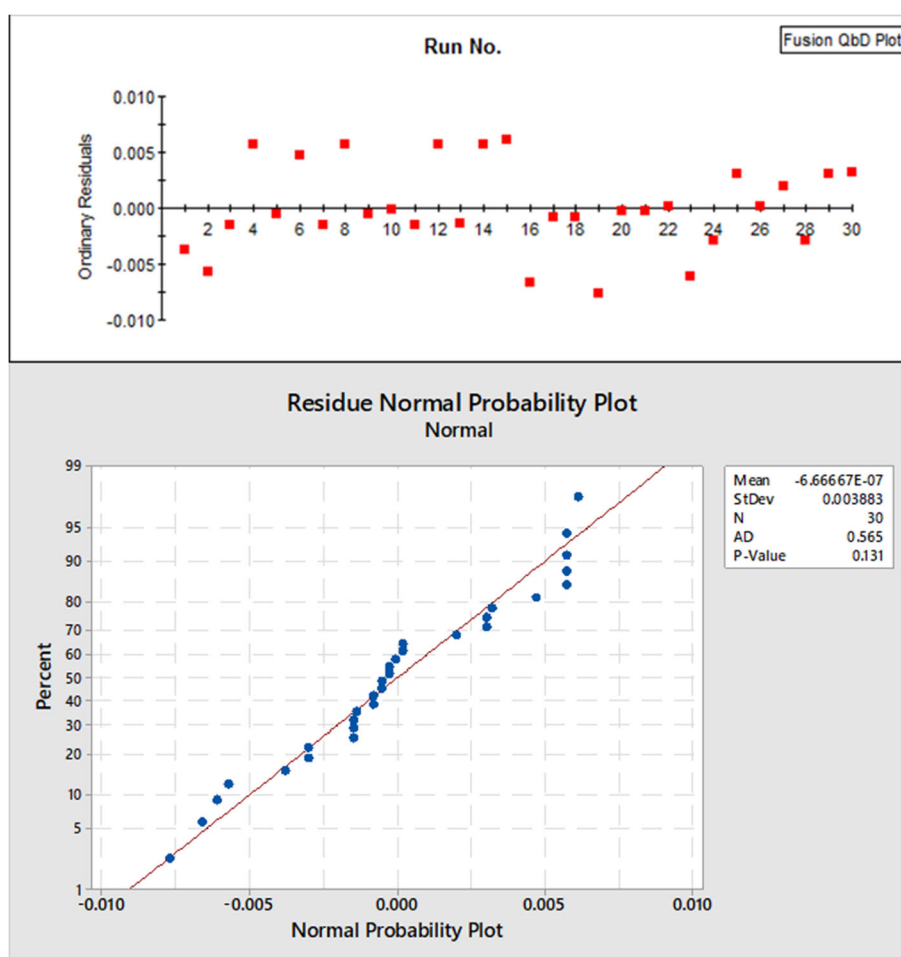 Run No.
Fusion QbD Plot
Ordinary Residuals
0.010
0.005
0.000
-0.005
-0.010
2 4 6 8 10 12 14 16 18 20 22 24 26 28 30
Residue Normal Probability Plot
Normal
Percent
99
95
90
80
70
60
50
40
30
20
10
5
1
-0.010 -0.005 0.000 0.005 0.010
Normal Probability Plot
Mean -6.66667E-07
StDev 0.003883
N 30
AD 0.565
P-Value 0.131